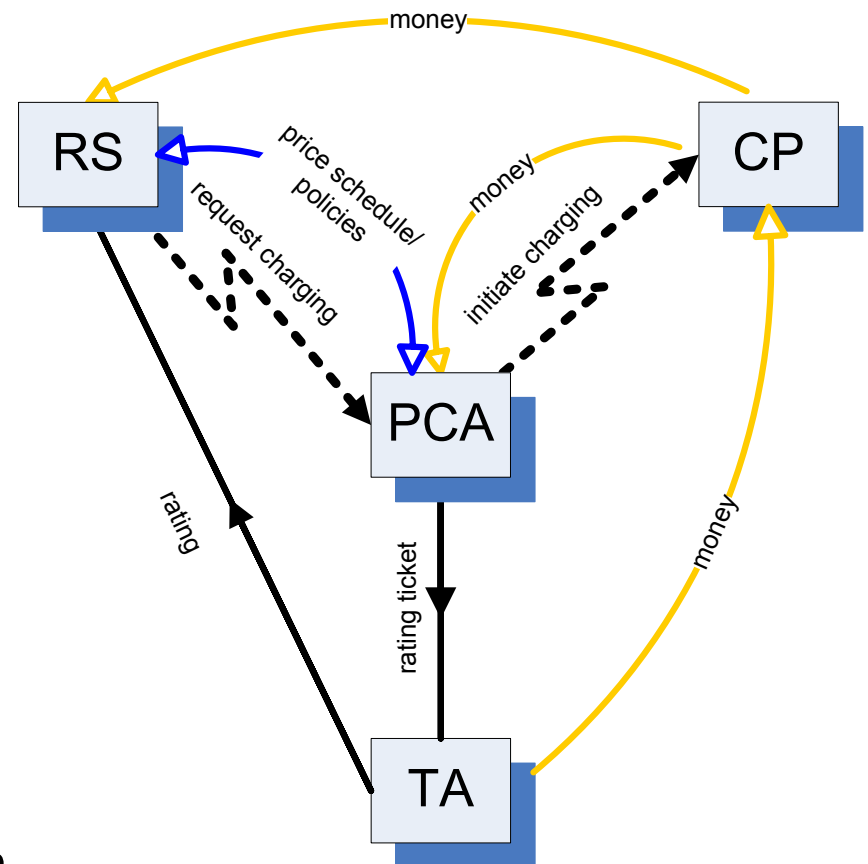 money
RS
CP
price schedule/
policies
money
request charging
initiate charging
PCA
rating
rating ticket
money
TA